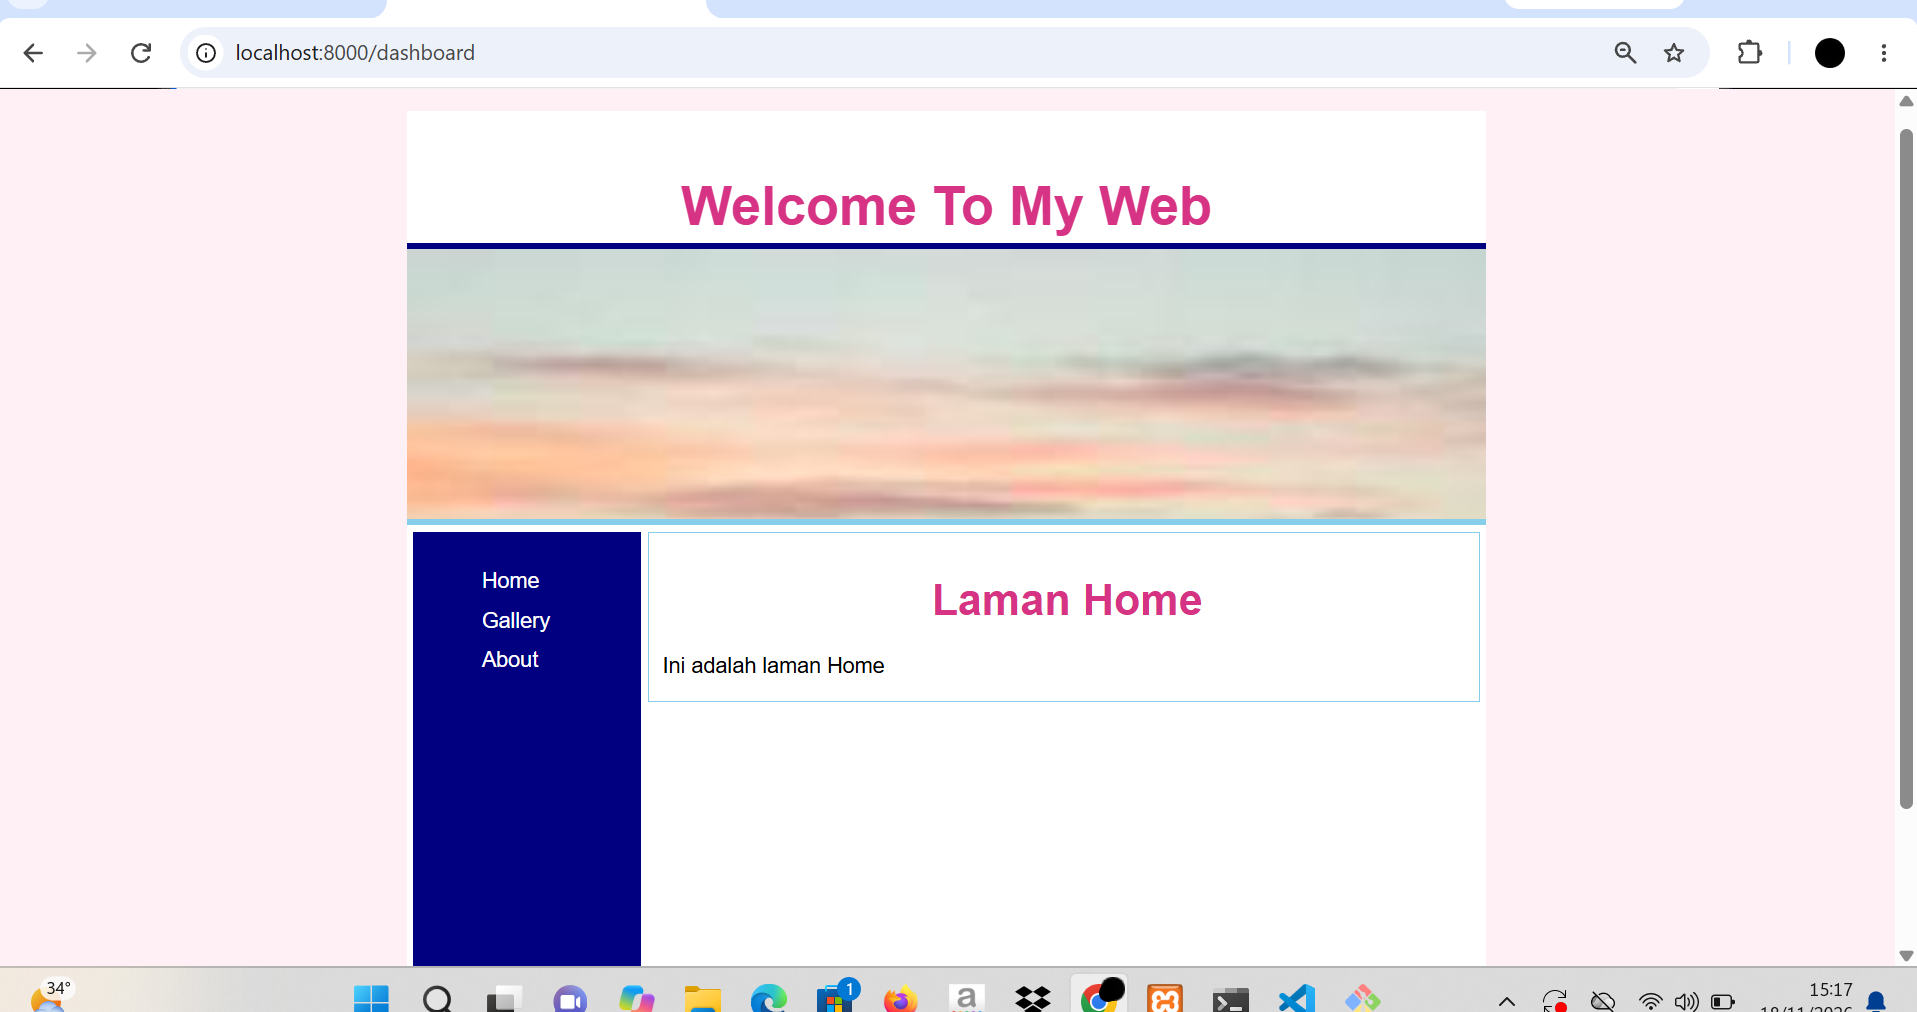 localhost:8000/dashboard
Welcome To My Web
Home
Gallery
About
Laman Home
Ini adalah laman Home
34°
1
a
15:17